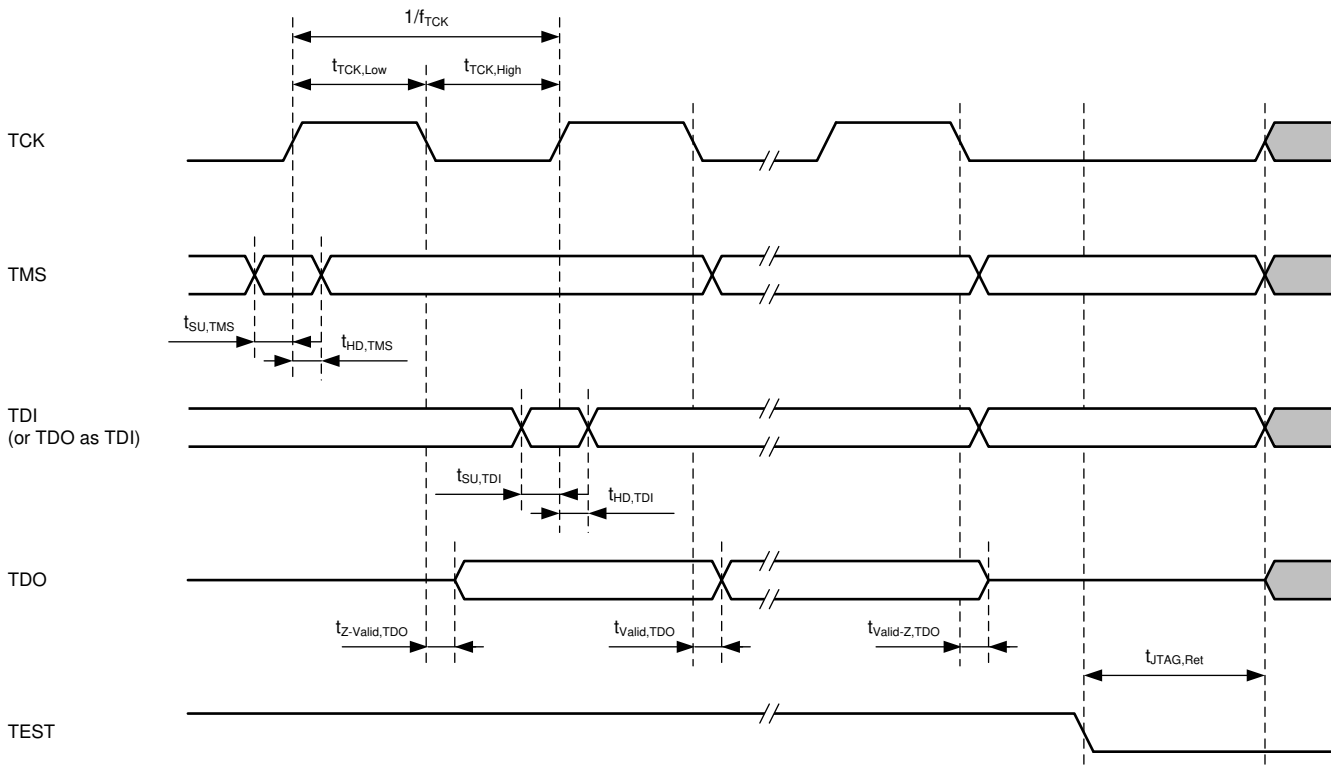 1/fTCK
tTCK,Low
tTCK,High
TCK
TMS
tSU,TMS
tHD,TMS
TDI
(or TDO as TDI)
tSU,TDI
tHD,TDI
TDO
tZ-Valid,TDO
tValid,TDO
tValid-Z,TDO
tJTAG,Ret
TEST